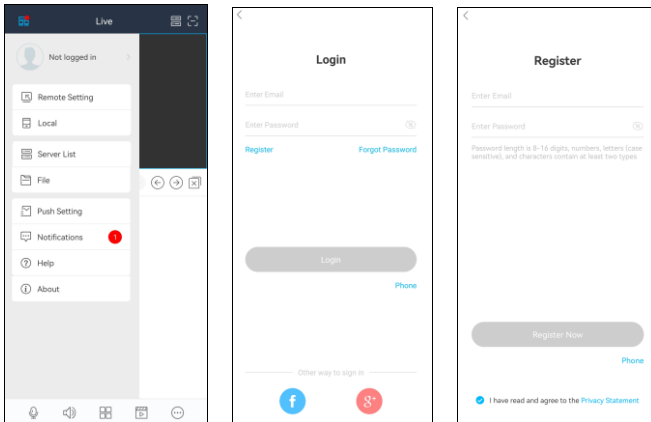 Live
Not logged in
Remote Setting
Local
Server List
File
Push Setting
Notifications
1
Help
About
Login
Enter Email
Enter Password
Register
Forgot Password
Login
Phone
Other way to sign in
f
g+
Register
Enter Email
Enter Password
Password length is 8-16 digits, numbers, letters (case
sensitive), and characters contain at least two types
Register Now
Phone
I have read and agree to the Privacy Statement